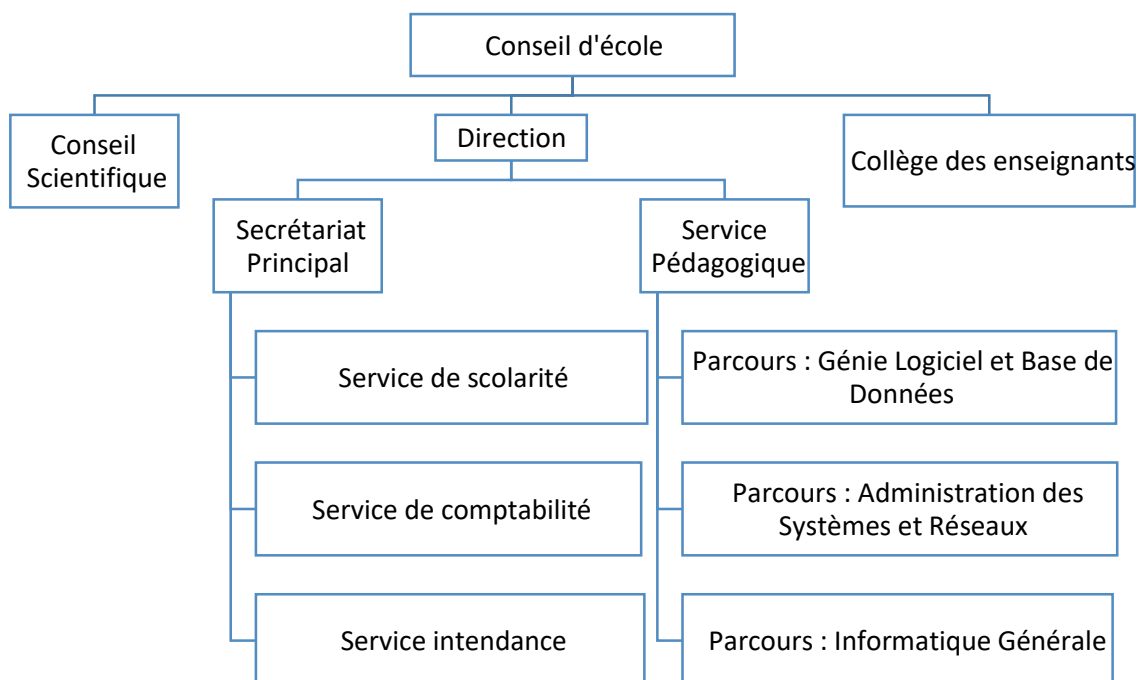 Conseil d'école
Conseil
Scientifique
Direction
Collège des enseignants
Secrétariat
Principal
Service
Pédagogique
Service de scolarité
Parcours : Génie Logiciel et Base de
Données
Service de comptabilité
Parcours : Administration des
Systèmes et Réseaux
Service intendance
Parcours : Informatique Générale